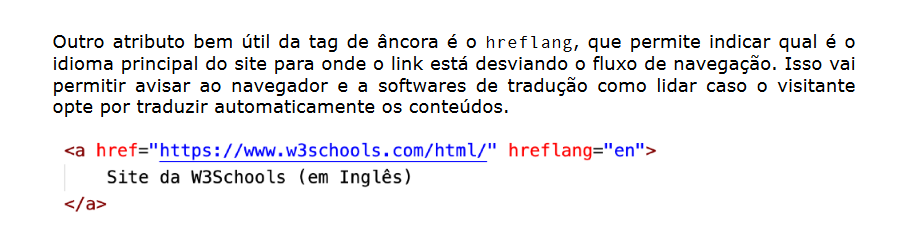 Outro atributo bem útil da tag de âncora é o hreflang, que permite indicar qual é o
idioma principal do site para onde o link está desviando o fluxo de navegação. Isso vai
permitir avisar ao navegador e a softwares de tradução como lidar caso o visitante
opte por traduzir automaticamente os conteúdos.
<a href="https://www.w3schools.com/html/" hreflang="en">
    Site da W3Schools (em Inglês)
</a>